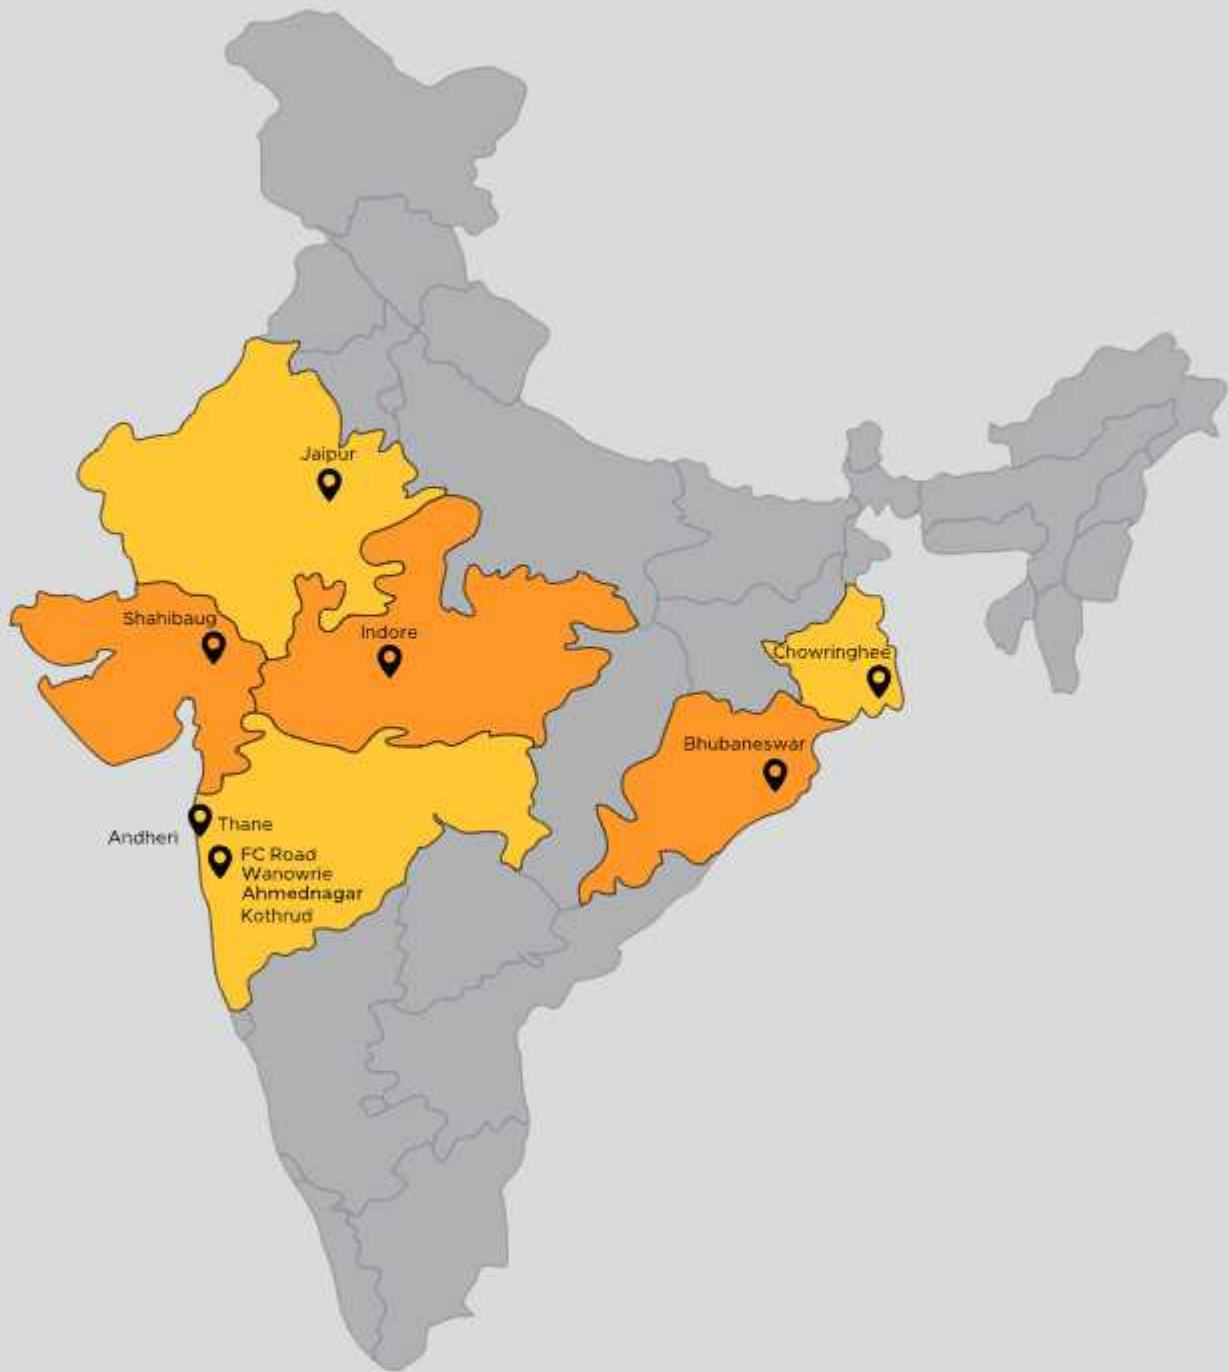 Jaipur
Shahibaug
Indore
Chowringhee
Bhubaneswar
Thane
Andheri
FC Road
Wanowrie
Ahmednagar
Kothrud